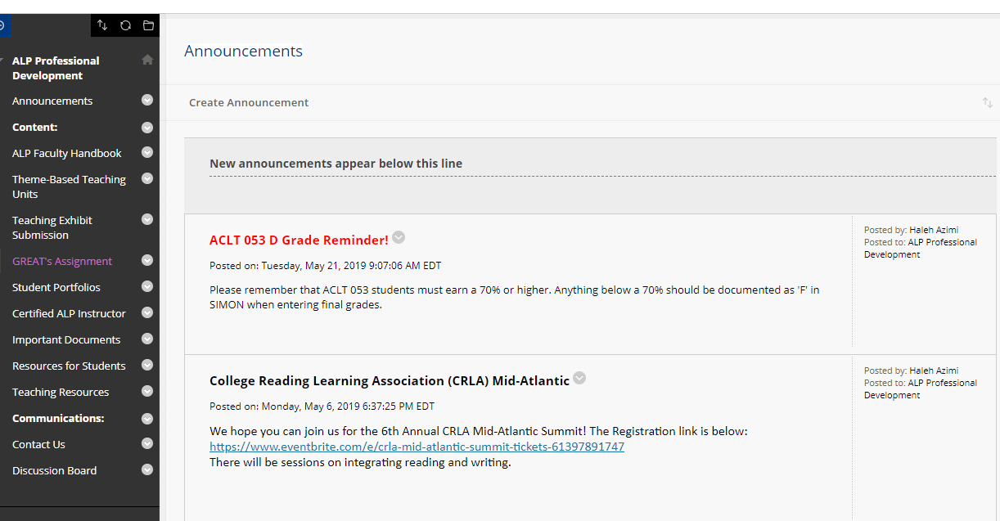 ALP Professional
Development
Announcements
Content:
ALP Faculty Handbook
Theme-Based Teaching
Units
Teaching Exhibit
Submission
GREAT's Assignment
Student Portfolios
Certified ALP Instructor
Important Documents
Resources for Students
Teaching Resources
Communications:
Contact Us
Discussion Board
Announcements
Create Announcement
New announcements appear below this line
ACLT 053 D Grade Reminder!
Posted on: Tuesday, May 21, 2019 9:07:06 AM EDT
Please remember that ACLT 053 students must earn a 70% or higher. Anything below a 70% should be documented as 'F' in
SIMON when entering final grades.
Posted by: Haleh Azimi
Posted to: ALP Professional
Development
College Reading Learning Association (CRLA) Mid-Atlantic
Posted on: Monday, May 6, 2019 6:37:25 PM EDT
We hope you can join us for the 6th Annual CRLA Mid-Atlantic Summit! The Registration link is below:
https://www.eventbrite.com/e/crla-mid-atlantic-summit-tickets-61397891747
There will be sessions on integrating reading and writing.
Posted by: Haleh Azimi
Posted to: ALP Professional
Development